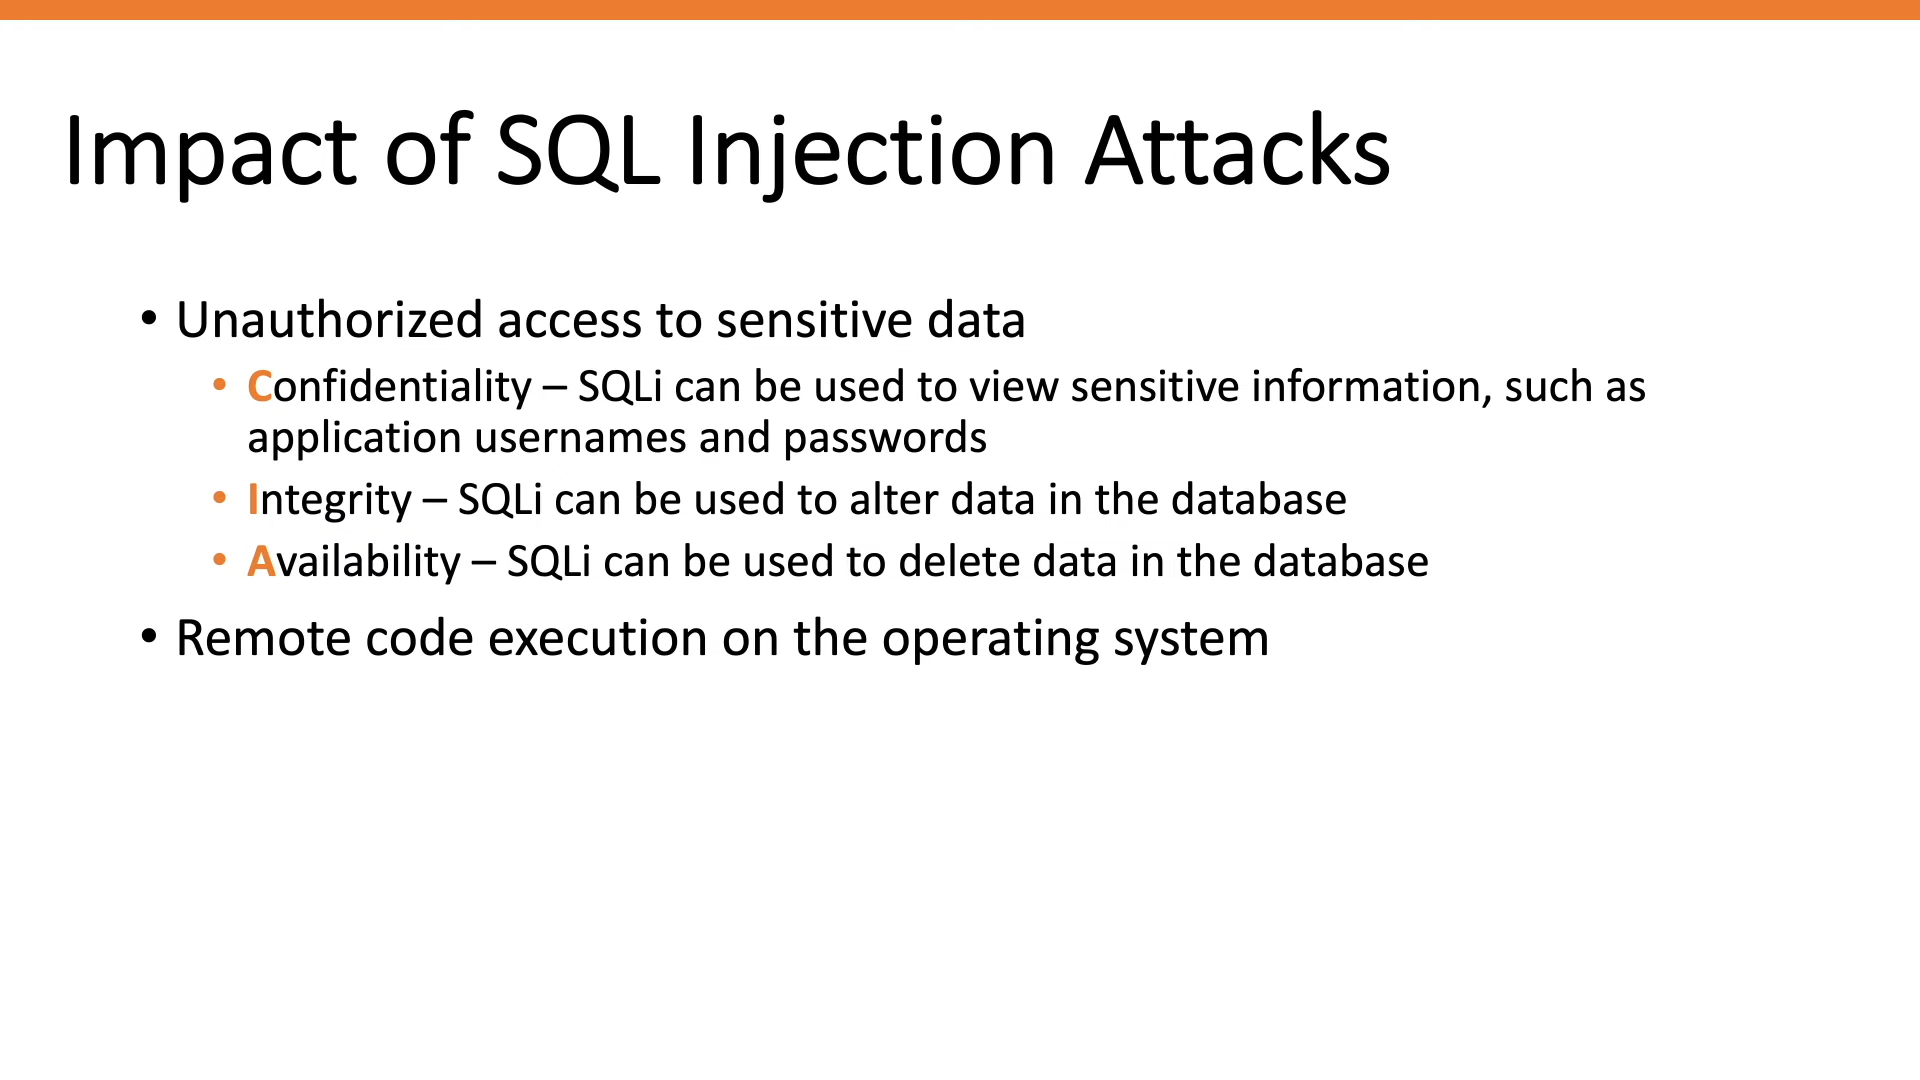 Impact of SQL Injection Attacks
• Unauthorized access to sensitive data
• Confidentiality – SQLi can be used to view sensitive information, such as
application usernames and passwords
• Integrity – SQLi can be used to alter data in the database
• Availability – SQLi can be used to delete data in the database
• Remote code execution on the operating system